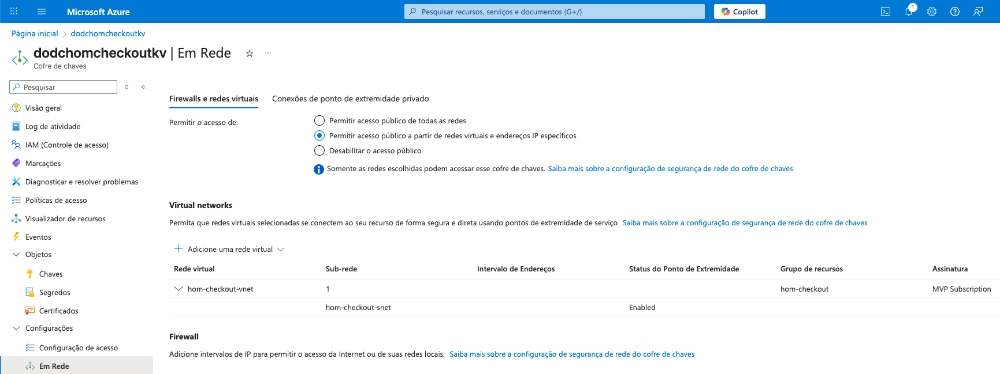 Microsoft Azure
Pesquisar recursos, serviços e documentos (G+/)
Copilot
1
Página inicial > dodchomcheckoutkv
dodchomcheckoutkv | Em Rede
Cofre de chaves
Pesquisar
Visão geral
Log de atividade
IAM (Controle de acesso)
Marcações
Diagnosticar e resolver problemas
Políticas de acesso
Visualizador de recursos
Eventos
Objetos
Chaves
Segredos
Certificados
Configurações
Configuração de acesso
Em Rede
Firewalls e redes virtuais Conexões de ponto de extremidade privado
Permitir o acesso de:
Permitir acesso público de todas as redes
Permitir acesso público a partir de redes virtuais e endereços IP específicos
Desabilitar o acesso público
Somente as redes escolhidas podem acessar esse cofre de chaves. Saiba mais sobre a configuração de segurança de rede do cofre de chaves
Virtual networks
Permita que redes virtuais selecionadas se conectem ao seu recurso de forma segura e direta usando pontos de extremidade de serviço Saiba mais sobre a configuração de segurança de rede do cofre de chaves
Adicione uma rede virtual
Rede virtual Sub-rede Intervalo de Endereços Status do Ponto de Extremidade Grupo de recursos Assinatura
hom-checkout-vnet 1 hom-checkout MVP Subscription
hom-checkout-snet Enabled
Firewall
Adicione intervalos de IP para permitir o acesso da Internet ou de suas redes locais. Saiba mais sobre a configuração de segurança de rede do cofre de chaves